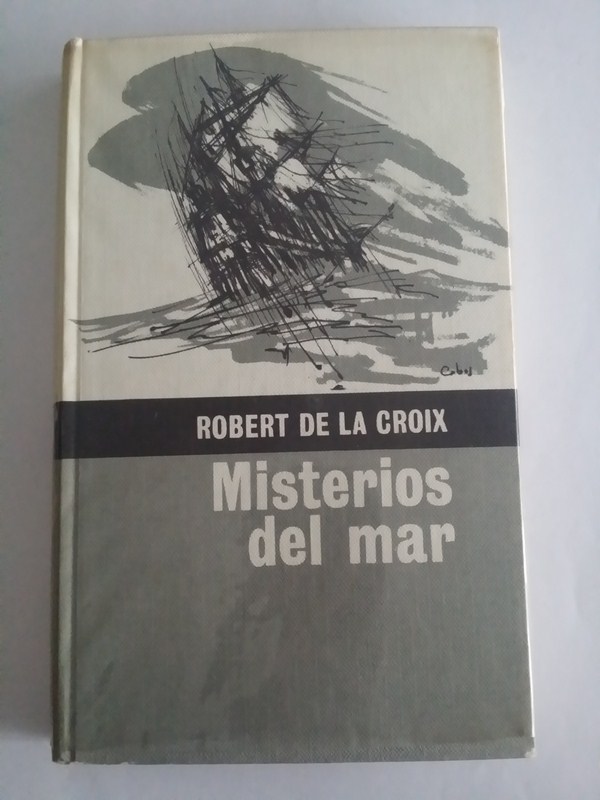 ROBERT DE LA CROIX
Misterios
del mar